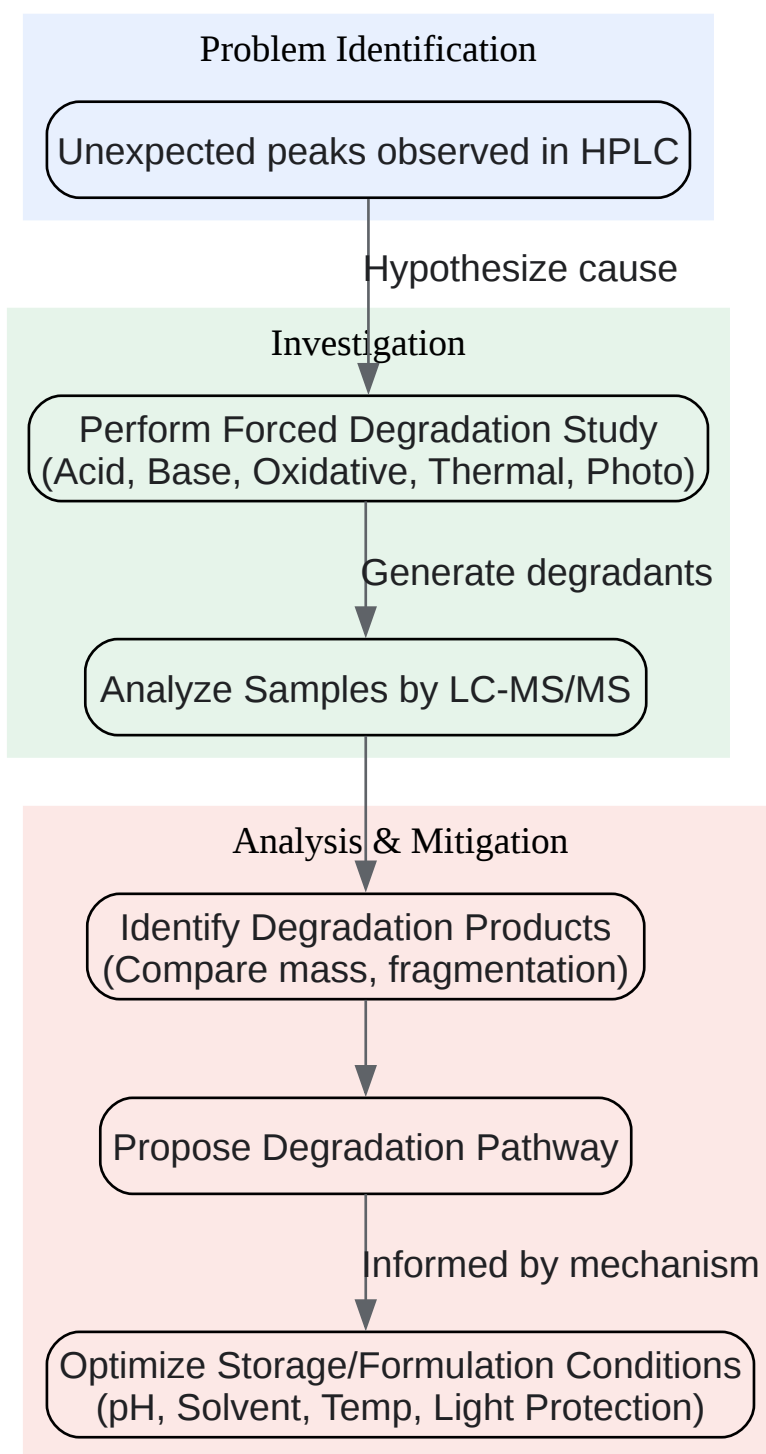 Problem Identification
Unexpected peaks observed in HPLC
Hypothesize cause
Investigation
Perform Forced Degradation Study
(Acid, Base, Oxidative, Thermal, Photo)
Generate degradants
Analyze Samples by LC-MS/MS
Analysis & Mitigation
Identify Degradation Products
(Compare mass, fragmentation)
Propose Degradation Pathway
Informed by mechanism
Optimize Storage/Formulation Conditions
(pH, Solvent, Temp, Light Protection)